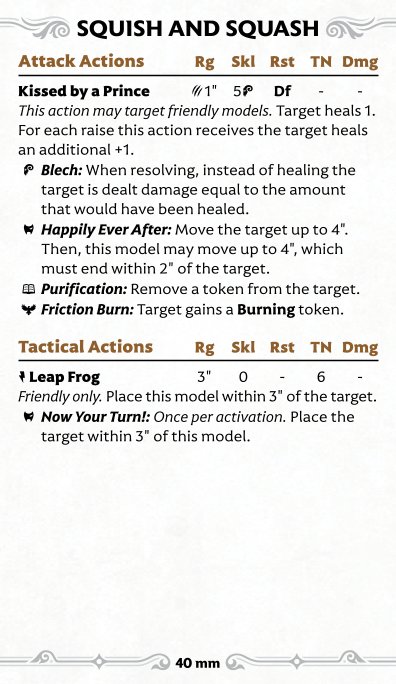 SQUISH AND SQUASH
Attack Actions Rg Skl Rst TN Dmg
Kissed by a Prince 1" 5 Df - -
This action may target friendly models. Target heals 1.
For each raise this action receives the target heals
an additional +1.
Blech: When resolving, instead of healing the
target is dealt damage equal to the amount
that would have been healed.
Happily Ever After: Move the target up to 4".
Then, this model may move up to 4", which
must end within 2" of the target.
Purification: Remove a token from the target.
Friction Burn: Target gains a Burning token.
Tactical Actions Rg Skl Rst TN Dmg
Leap Frog 3" 0 - 6 -
Friendly only. Place this model within 3" of the target.
Now Your Turn!: Once per activation. Place the
target within 3" of this model.
40 mm